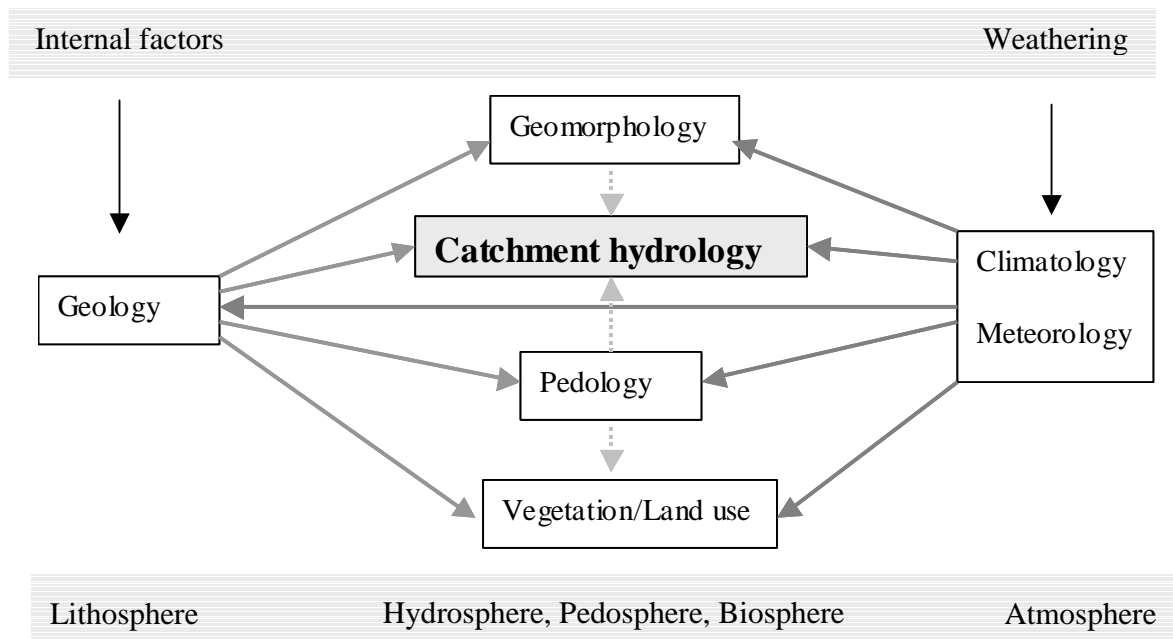 Internal factors
Weathering
Geomorphology
Catchment hydrology
Climatology
Geology
Meteorology
Pedology
Vegetation/Land use
Lithosphere
Hydrosphere, Pedosphere, Biosphere
Atmosphere